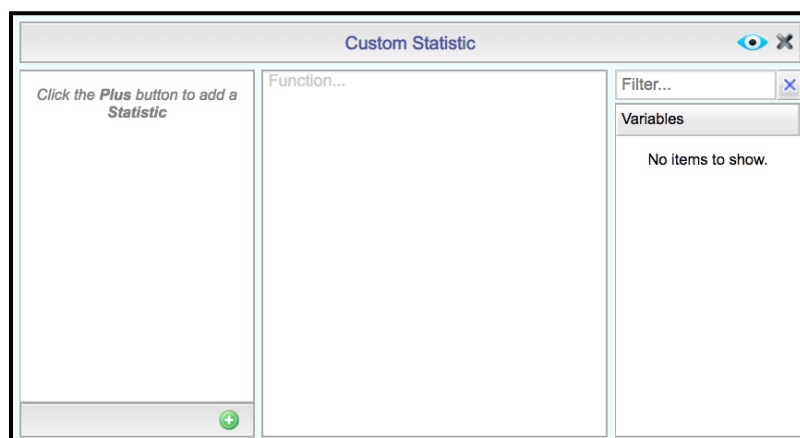 Custom Statistic
Click the Plus button to add a
Statistic
Function...
Filter...
Variables
No items to show.